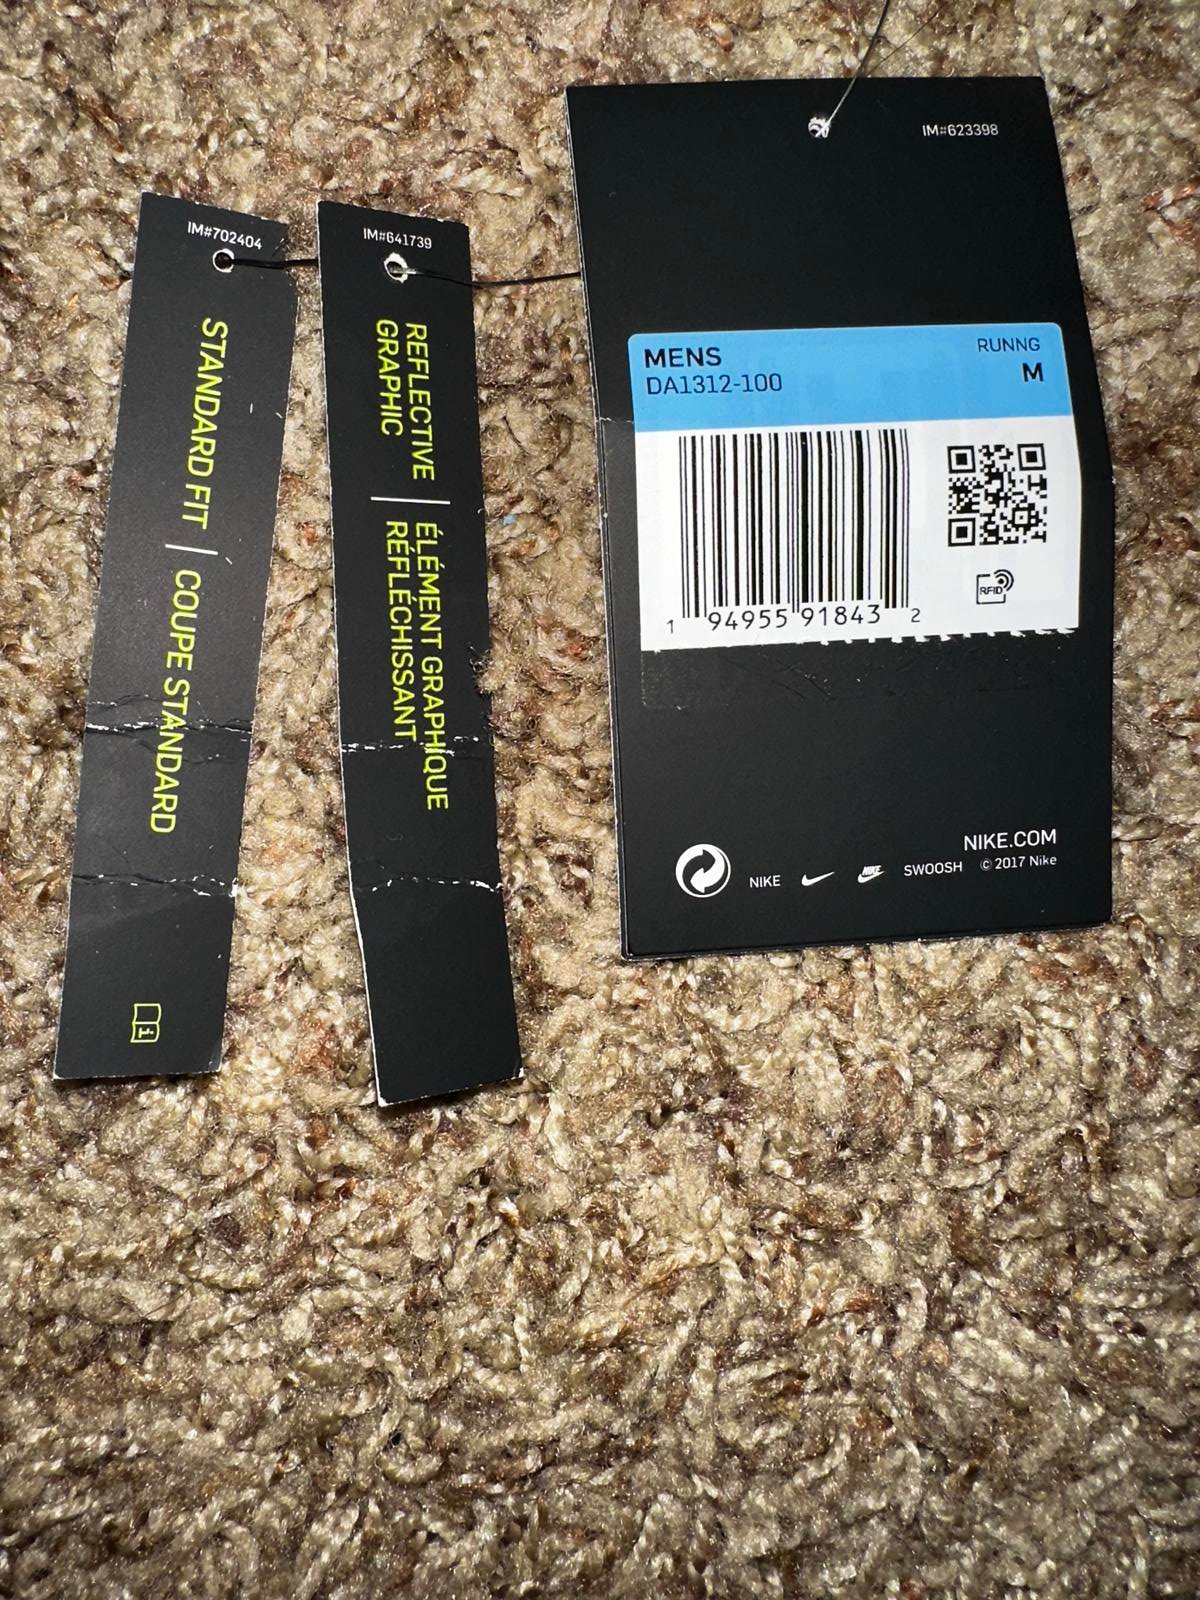 IM#702404
STANDARD FIT | COUPE STANDARD
IM#641739
REFLECTIVE
GRAPHIC
ÉLÉMENT GRAPHIQUE
RÉFLÉCHISSANT
IM#623398
MENS
DA1312-100
RUNNG
M
1 94955 91843 2
RFID
NIKE.COM
NIKE NIKE SWOOSH © 2017 Nike